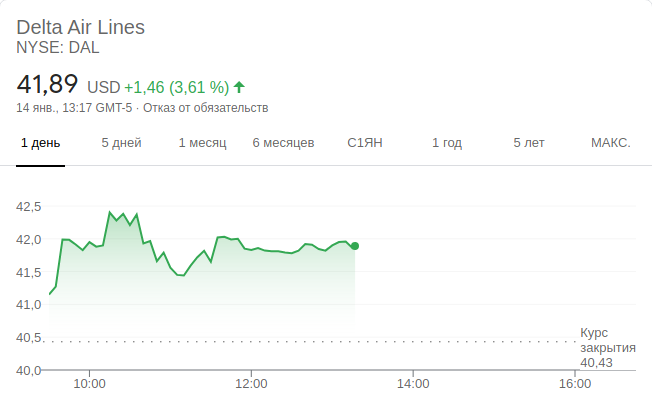 Delta Air Lines
NYSE: DAL
41,89 USD +1,46 (3,61 %)
14 янв., 13:17 GMT-5 · Отказ от обязательств
1 день 5 дней 1 месяц 6 месяцев С1ЯН 1 год 5 лет МАКС.
42,5
42,0
41,5
41,0
40,5
40,0
Курс
закрытия
40,43
10:00 12:00 14:00 16:00